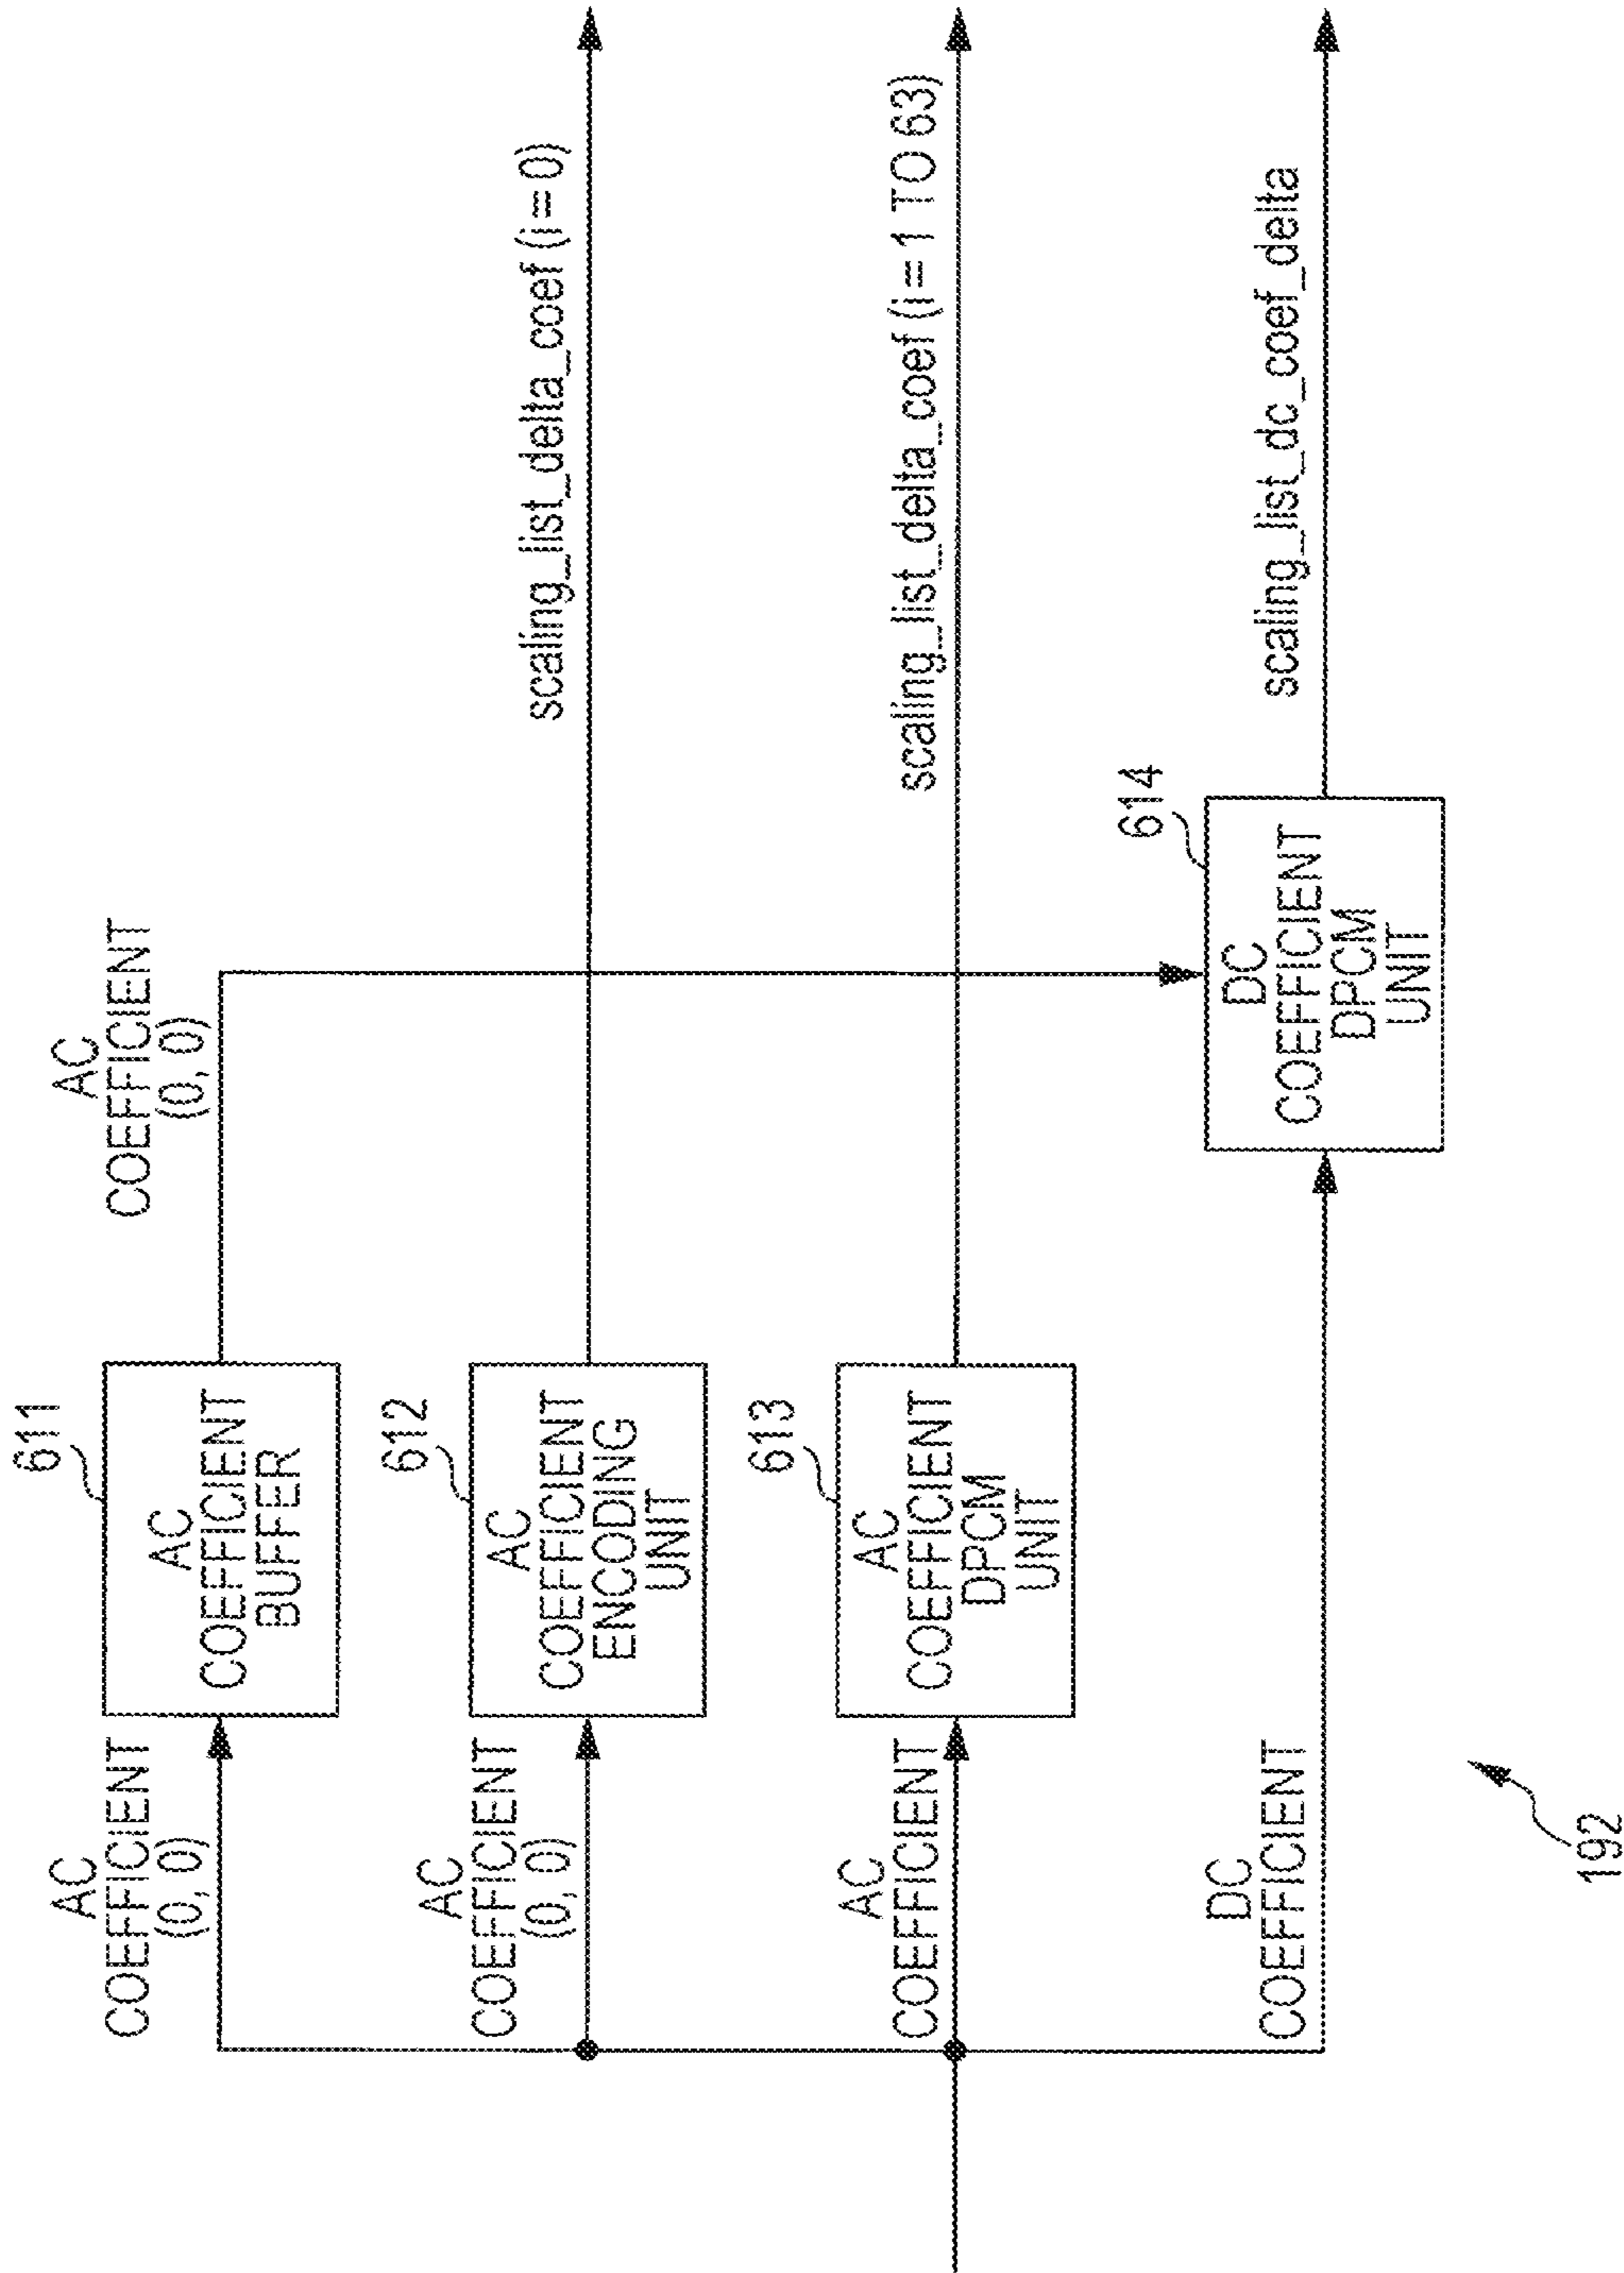 611
AC
COEFFICIENT
(0, 0)
AC
COEFFICIENT
BUFFER
AC
COEFFICIENT
(0, 0)
612
AC
COEFFICIENT
(0, 0)
AC
COEFFICIENT
ENCODING
UNIT
scaling_list_delta_coef (i = 0)
613
AC
COEFFICIENT
AC
COEFFICIENT
DPCM
UNIT
scaling_list_delta_coef (i = 1 TO 63)
614
DC
COEFFICIENT
DC
COEFFICIENT
DPCM
UNIT
scaling_list_dc_coef_delta
192